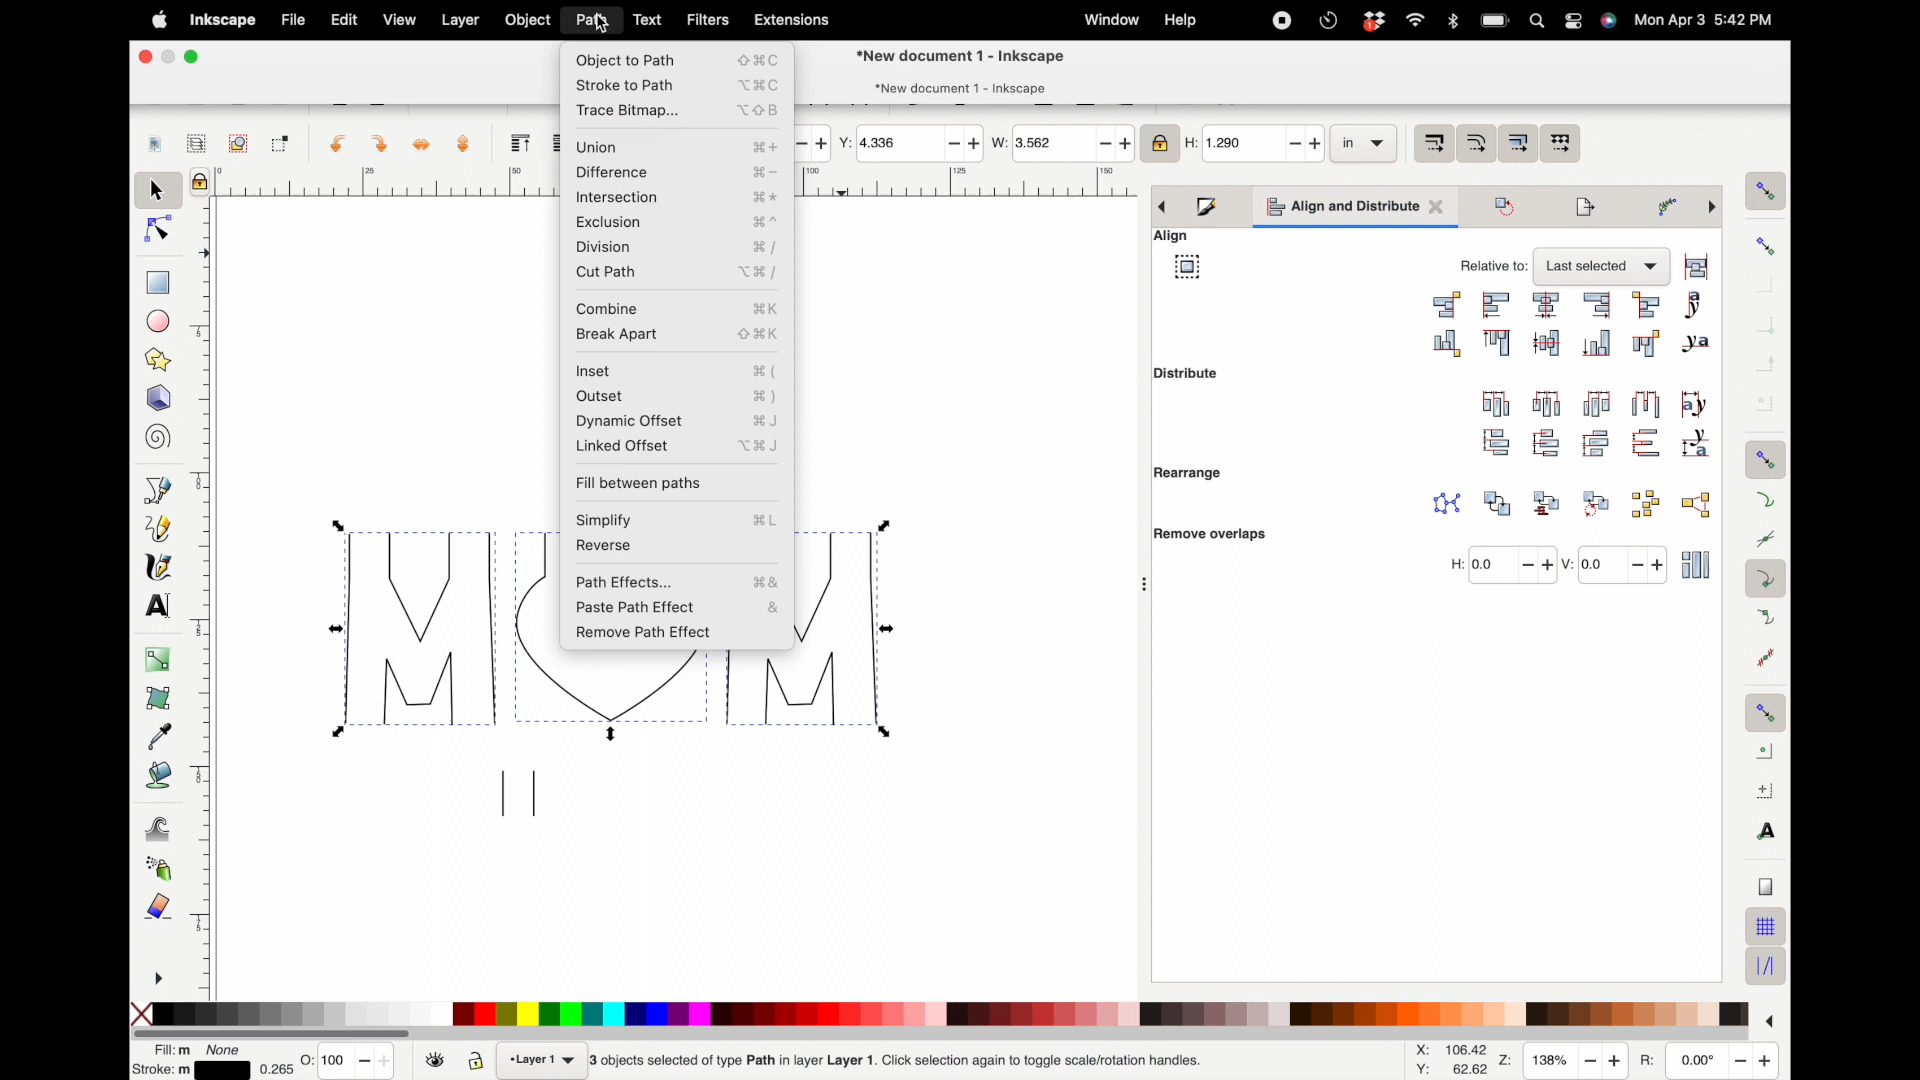 Inkscape File Edit View Layer Object Path Text Filters Extensions Window Help Mon Apr 3 5:42 PM
*New document 1 - Inkscape
*New document 1 - Inkscape
Object to Path ⇧⌘C
Stroke to Path ⌥⌘C
Trace Bitmap... ⌥⇧B
Union ⌘+
Difference ⌘−
Intersection ⌘*
Exclusion ⌘^
Division ⌘/
Cut Path ⌥⌘/
Combine ⌘K
Break Apart ⇧⌘K
Inset ⌘(
Outset ⌘)
Dynamic Offset ⌘J
Linked Offset ⌥⌘J
Fill between paths
Simplify ⌘L
Reverse
Path Effects... ⌘&
Paste Path Effect &
Remove Path Effect
Y: 4.336 W: 3.562 H: 1.290 in
0 25 50 100 125 150
Align and Distribute
Align
Relative to: Last selected
Distribute
Rearrange
Remove overlaps
H: 0.0 V: 0.0
M M
Fill: m None
Stroke: m 0.265
O: 100
•Layer 1
3 objects selected of type Path in layer Layer 1. Click selection again to toggle scale/rotation handles.
X: 106.42
Y: 62.62
Z: 138%
R: 0.00°